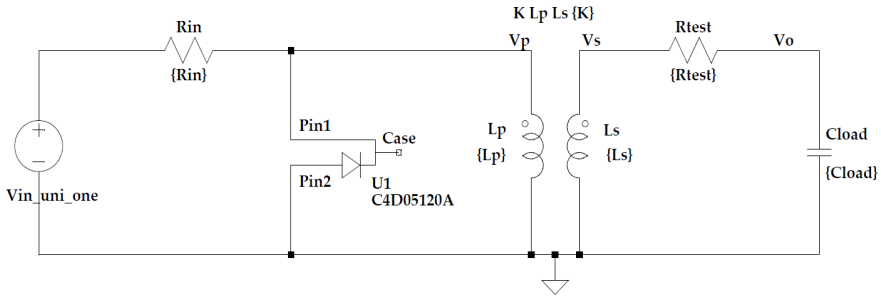 K Lp Ls {K}
Rin
{Rin}
Vp
Vs
Rtest
{Rtest}
Vo
Pin1
Case
Pin2
U1
C4D05120A
Vin_uni_one
Lp
{Lp}
Ls
{Ls}
Cload
{Cload}